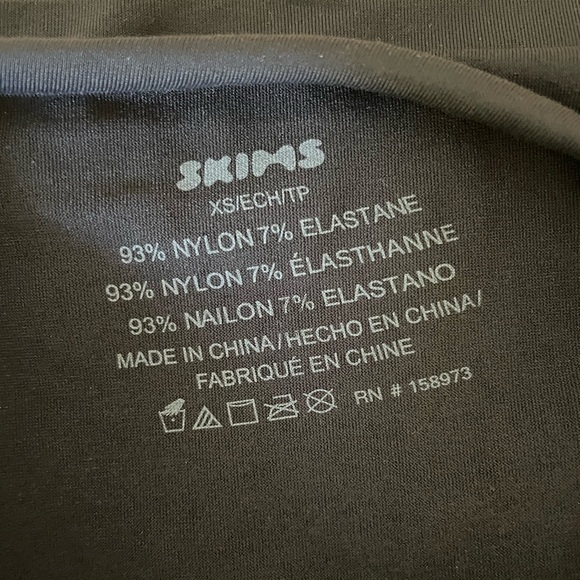 SKIMS
XS/ECH/TP
93% NYLON 7% ELASTANE
93% NYLON 7% ÉLASTHANNE
93% NAILON 7% ELASTANO
MADE IN CHINA/HECHO EN CHINA/
FABRIQUÉ EN CHINE
RN # 158973